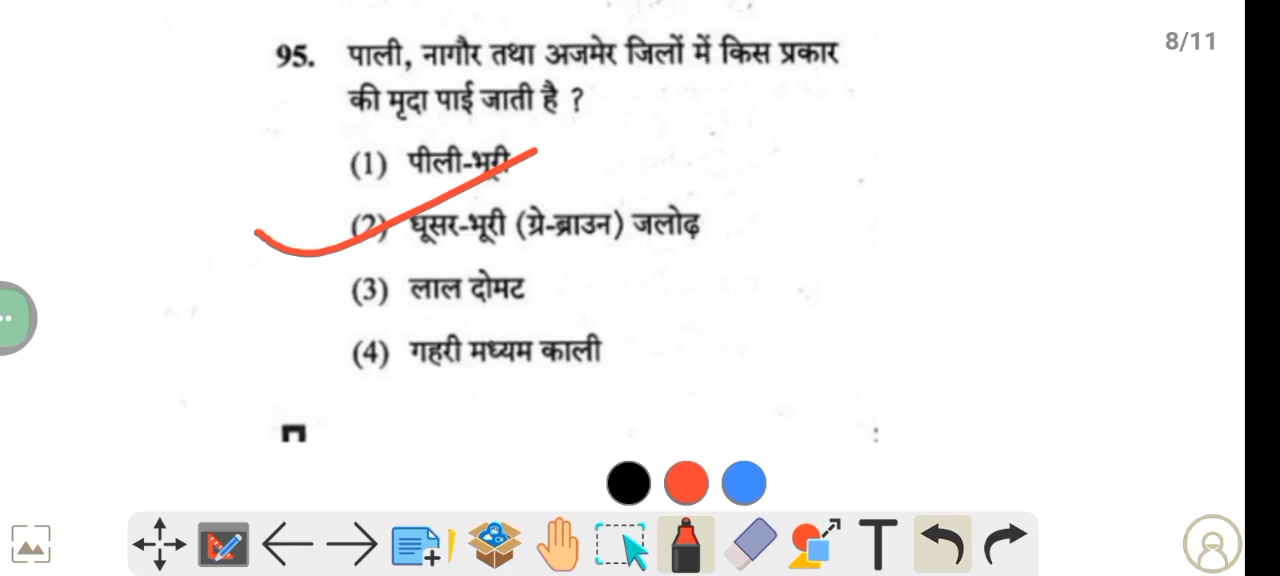 8/11
95. पाली, नागौर तथा अजमेर जिलों में किस प्रकार
की मृदा पाई जाती है ?
(1) पीली-भूरी
(2) धूसर-भूरी (ग्रे-ब्राउन) जलोढ़
(3) लाल दोमट
(4) गहरी मध्यम काली
T